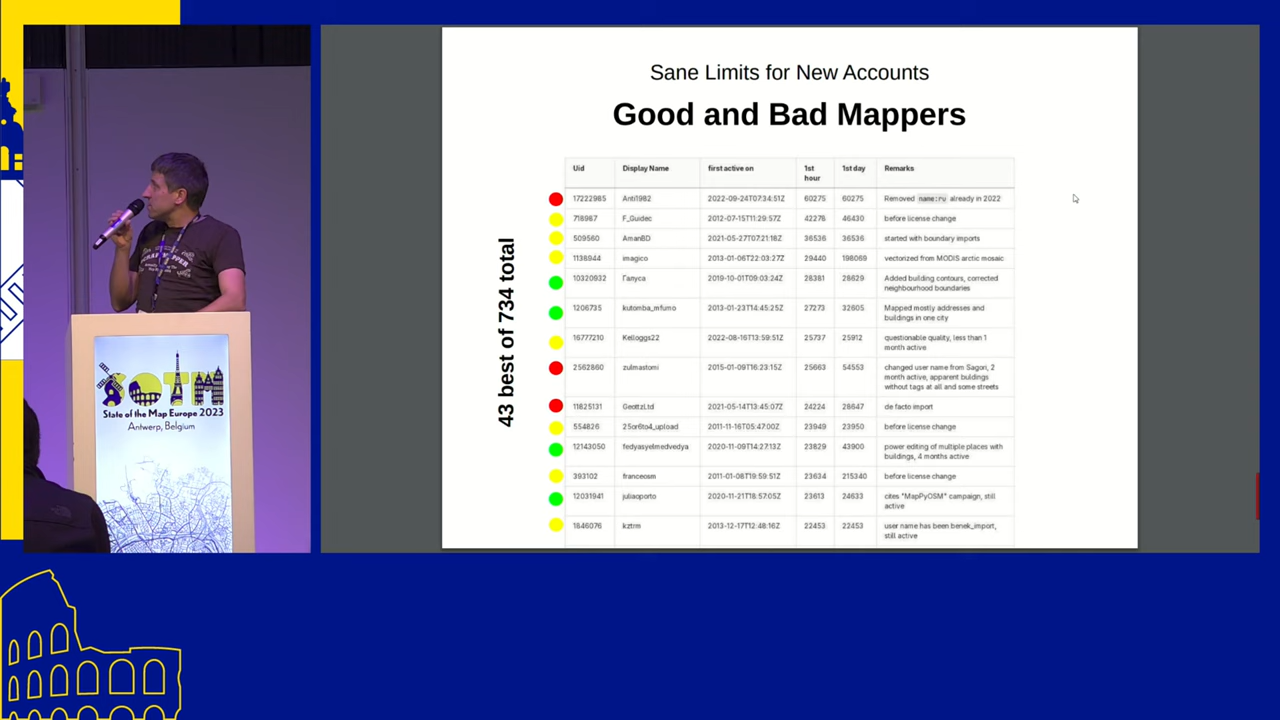 Sane Limits for New Accounts
Good and Bad Mappers
43 best of 734 total
Uid Display Name first active on 1st hour 1st day Remarks
17222985 Anti1982 2022-09-24T07:34:51Z 60275 60275 Removed name:ru already in 2022
718987 F_Guidec 2012-07-15T11:29:57Z 42278 46430 before license change
509560 AmanBD 2021-05-27T07:21:18Z 36536 36536 started with boundary imports
1138944 imagico 2013-01-06T22:03:27Z 29440 198069 vectorized from MODIS arctic mosaic
10320932 Галуса 2019-10-01T09:03:24Z 28381 28629 Added building contours, corrected
neighbourhood boundaries
1206735 kutomba_mfumo 2013-01-23T14:45:25Z 27273 32605 Mapped mostly addresses and
buildings in one city
16777210 Kelloggs22 2022-08-16T13:59:51Z 25737 25912 questionable quality, less than 1
month active
2562860 zulmastomi 2015-01-09T16:23:15Z 25663 54553 changed user name from Sagon, 2
month active, apparent buldings
without tags at all and some streets
11825131 GeottzLtd 2021-05-14T13:45:07Z 24224 28647 de facto import
554826 25or6to4_upload 2011-11-16T05:47:00Z 23949 23950 before license change
12143050 fedyasyelmedvedya 2020-11-09T14:27:13Z 23829 43900 power editing of multiple places with
buildings, 4 months active
393102 franceosm 2011-01-08T19:59:51Z 23634 215340 before license change
12031941 juliaoporto 2020-11-21T18:57:05Z 23613 24633 cites "MapPyOSM" campaign, still
active
1846076 kztrm 2013-12-17T12:48:16Z 22453 22453 user name has been benek_import,
still active
SOTM
State of the Map Europe 2023
Antwerp, Belgium